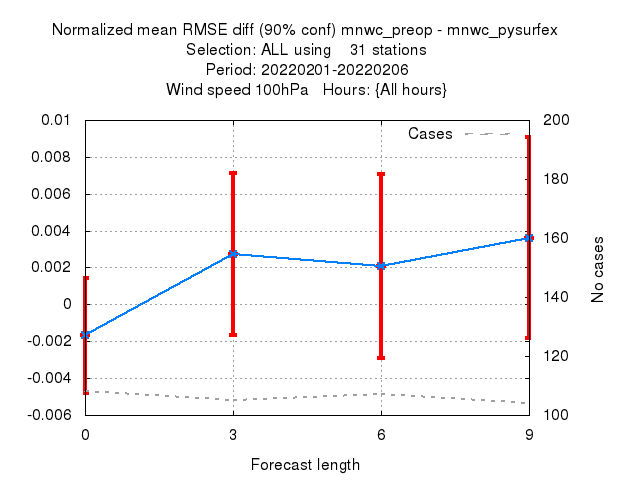 Normalized mean RMSE diff (90% conf) mnwc_preop - mnwc_pysurfex
Selection: ALL using    31 stations
Period: 20220201-20220206
Wind speed 100hPa   Hours: {All hours}
0.01
0.008
0.006
0.004
0.002
0
-0.002
-0.004
-0.006
Cases
200
180
160
140
120
100
No cases
0 3 6 9
Forecast length